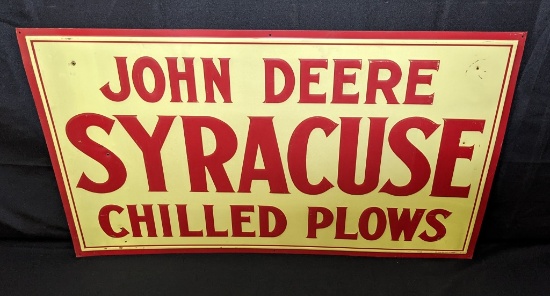 JOHN DEERE
SYRACUSE
CHILLED PLOWS